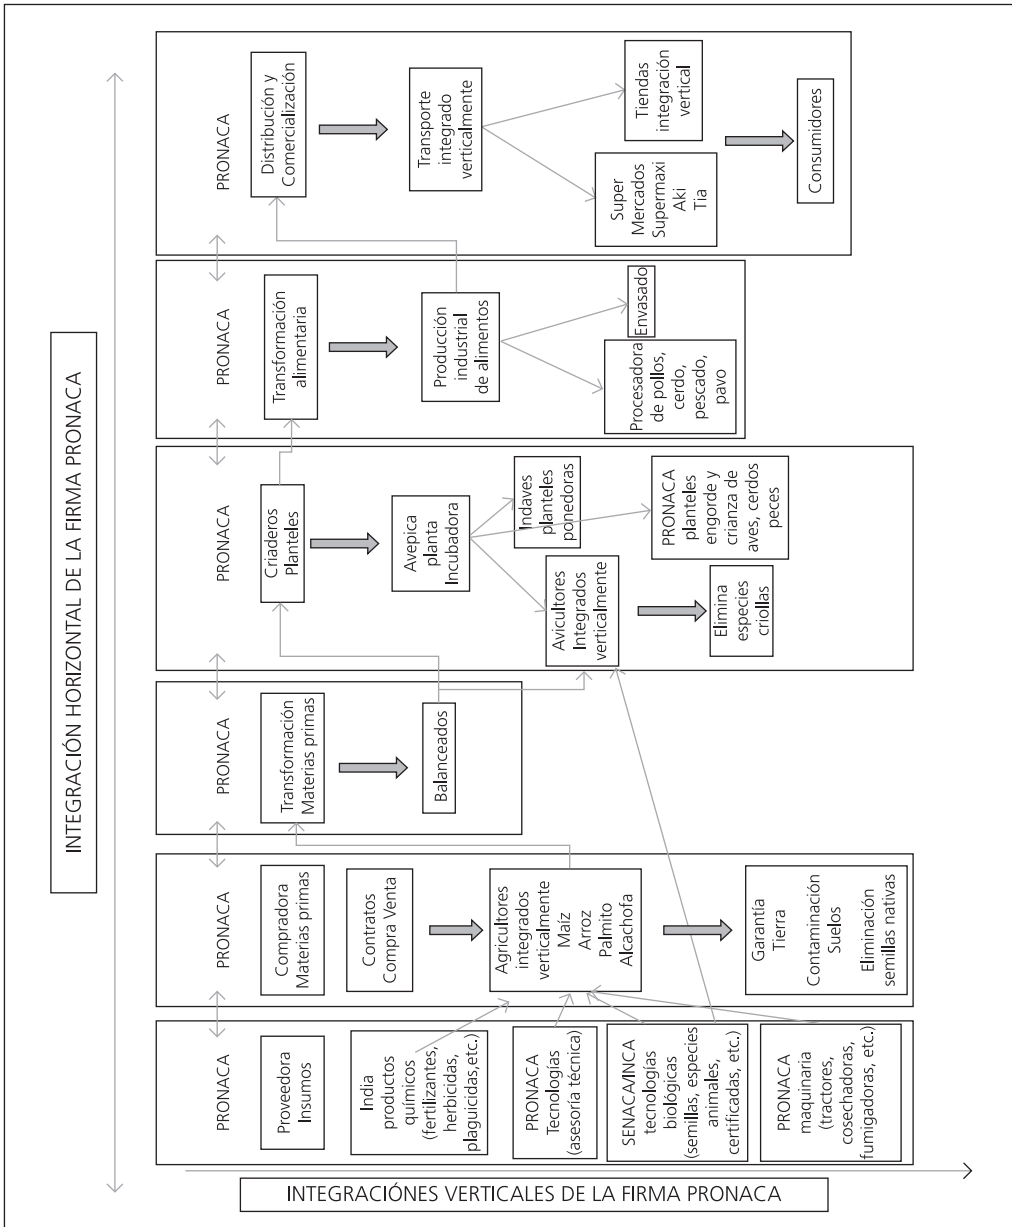 INTEGRACIÓN HORIZONTAL DE LA FIRMA PRONACA
PRONACA
Proveedora
Insumos
India
productos
químicos
(fertilizantes,
herbicidas,
plaguicidas,etc.)
PRONACA
Tecnologías
(asesoría técnica)
SENACA/INCA
tecnologías
biológicas
(semillas, especies
animales,
certificadas, etc.)
PRONACA
maquinaria
(tractores,
cosechadoras,
fumigadoras, etc.)
PRONACA
Compradora
Materias primas
Contratos
Compra Venta
Agricultores
integrados
verticalmente
Maíz
Arroz
Palmito
Alcachofa
Garantía
Tierra
Contaminación
Suelos
Eliminación
semillas nativas
PRONACA
Transformación
Materias primas
Balanceados
PRONACA
Criaderos
Planteles
Avepica
planta
Incubadora
Avicultores
Integrados
verticalmente
Indaves
planteles
ponedoras
Elimina
especies
criollas
PRONACA
planteles
engorde y
crianza de
aves, cerdos
peces
PRONACA
Transformación
alimentaria
Producción
industrial
de alimentos
Procesadora
de pollos,
cerdo,
pescado,
pavo
Envasado
PRONACA
Distribución y
Comercialización
Transporte
integrado
verticalmente
Super
Mercados
Supermaxi
Aki
Tia
Tiendas
integración
vertical
Consumidores
INTEGRACIÓNES VERTICALES DE LA FIRMA PRONACA